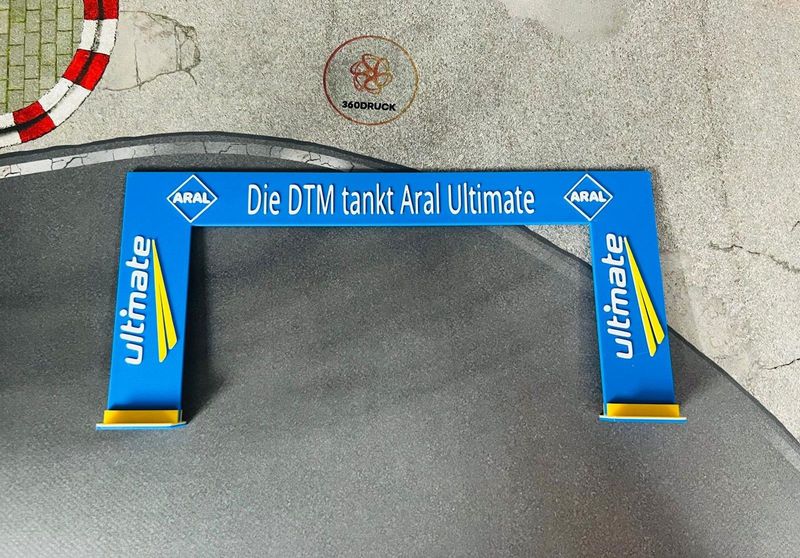 360DRUCK
ARAL
Die DTM tankt Aral Ultimate
ARAL
ultimate
ultimate